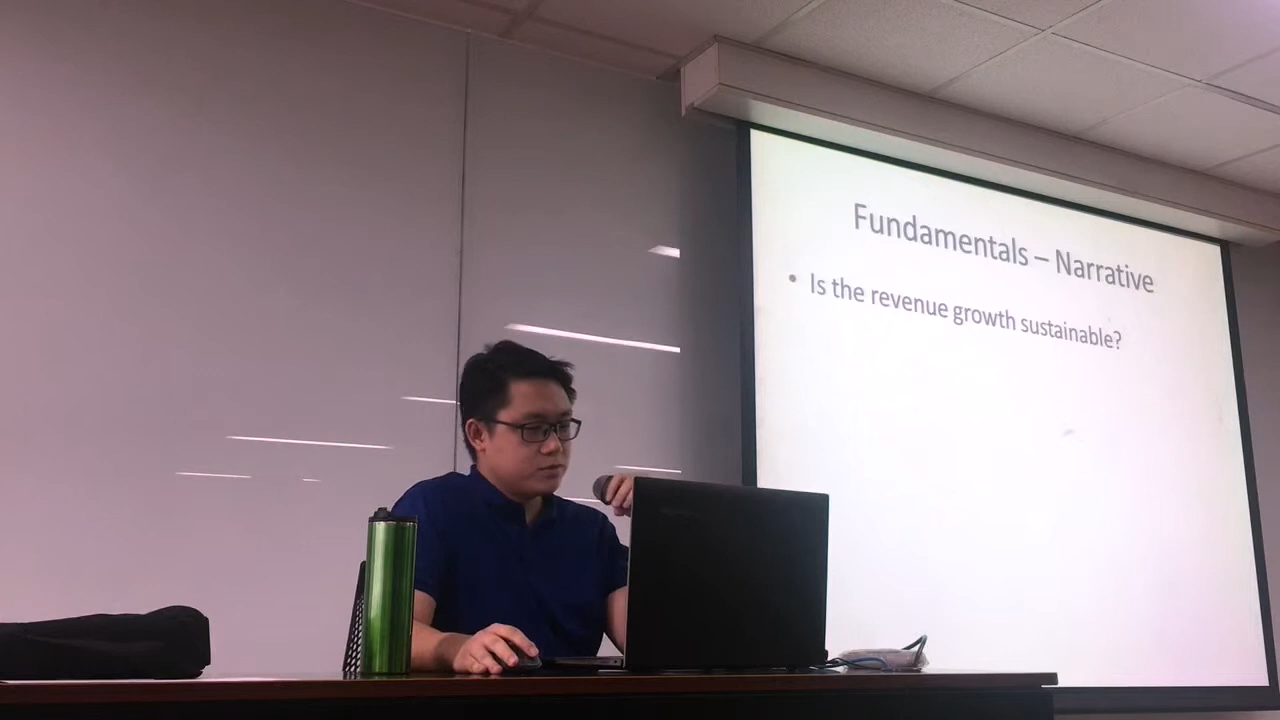 Fundamentals – Narrative
• Is the revenue growth sustainable?